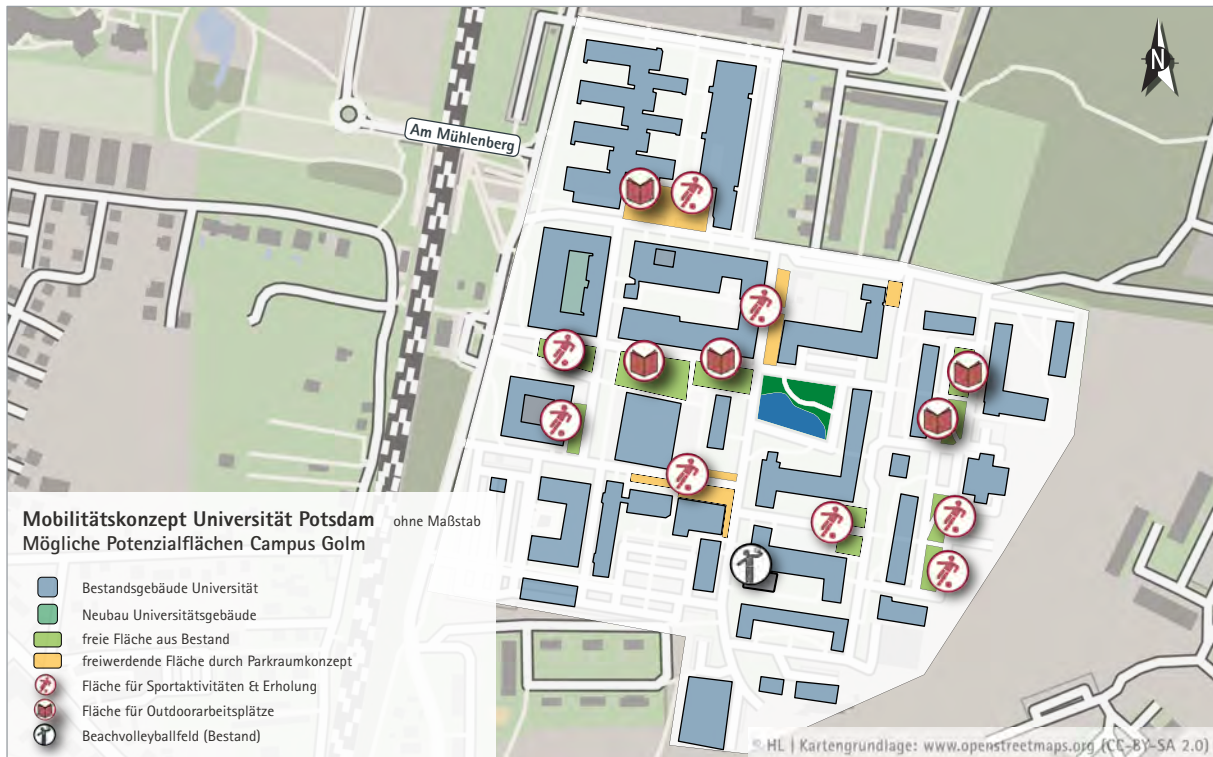 N
Am Mühlenberg
Mobilitätskonzept Universität Potsdam ohne Maßstab
Mögliche Potenzialflächen Campus Golm
Bestandsgebäude Universität
Neubau Universitätsgebäude
freie Fläche aus Bestand
freiwerdende Fläche durch Parkraumkonzept
Fläche für Sportaktivitäten & Erholung
Fläche für Outdoorarbeitsplätze
Beachvolleyballfeld (Bestand)
© HL | Kartengrundlage: www.openstreetmaps.org (CC-BY-SA 2.0)